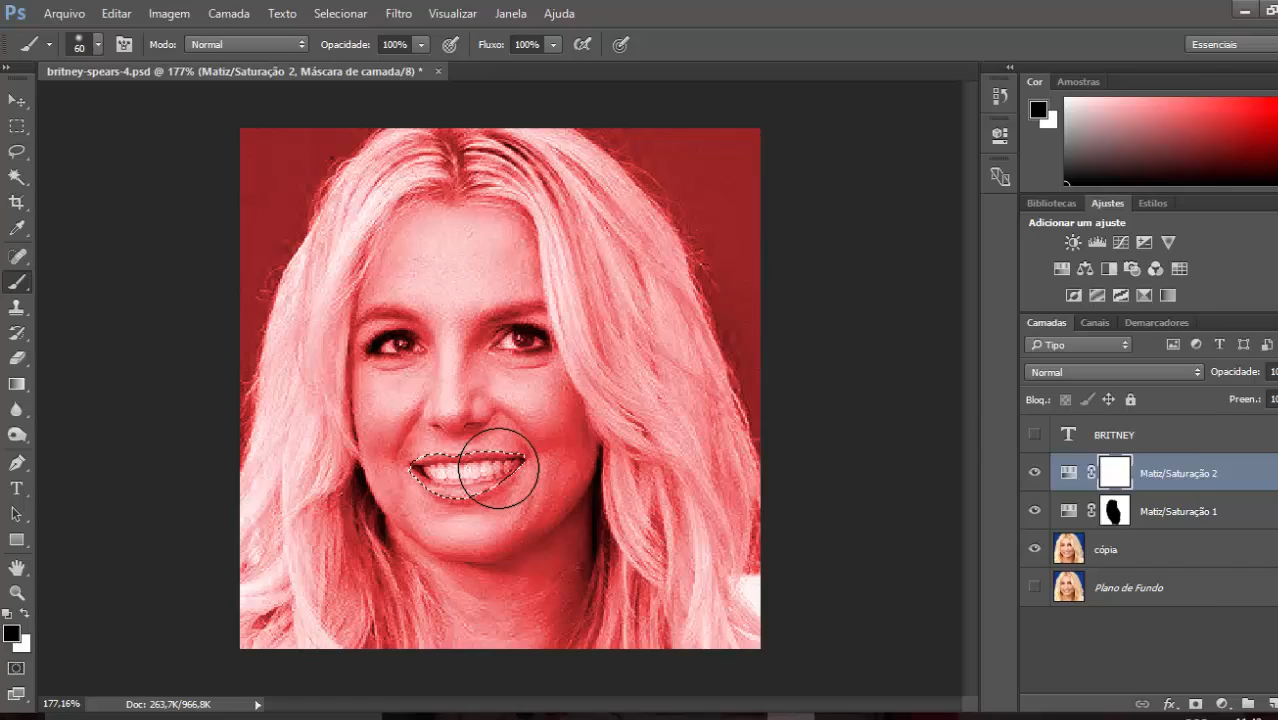 Ps Arquivo Editar Imagem Camada Texto Selecionar Filtro Visualizar Janela Ajuda
60 Modo: Normal Opacidade: 100% Fluxo: 100% Essenciais
britney-spears-4.psd @ 177% (Matiz/Saturação 2, Máscara de camada/8) * ×
Cor Amostras
Bibliotecas Ajustes Estilos
Adicionar um ajuste
Camadas Canais Demarcadores
Tipo
Normal Opacidade: 10
Bloq.: Preen.: 10
T BRITNEY
Matiz/Saturação 2
Matiz/Saturação 1
cópia
Plano de Fundo
177,16% Doc: 263,7K/966,8K